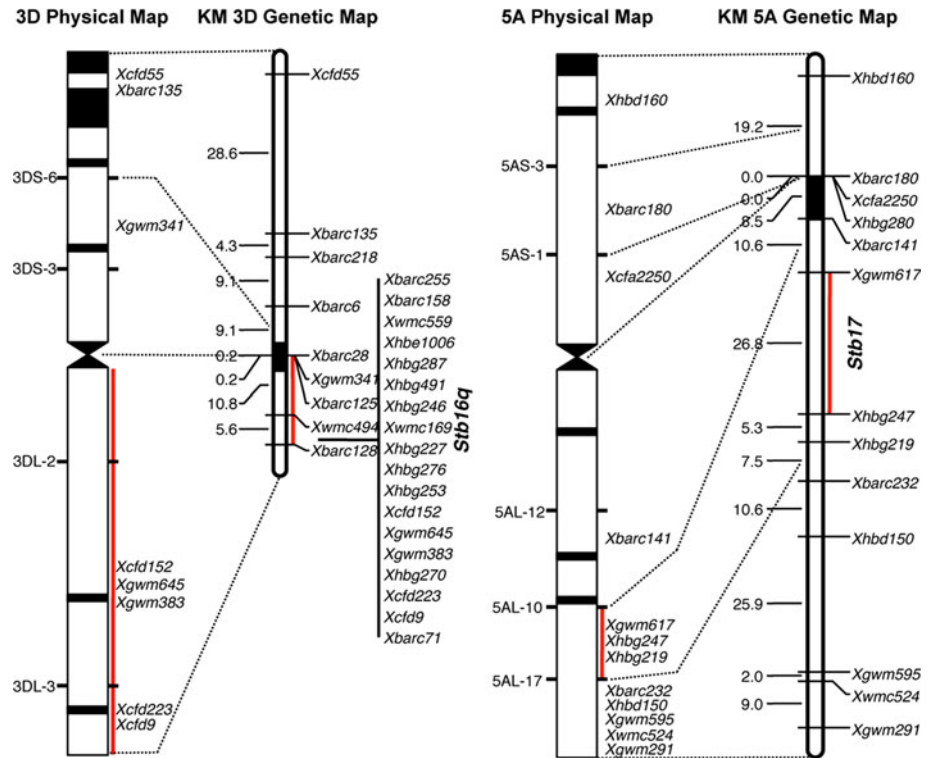 3D Physical Map
KM 3D Genetic Map
Xcfd55
Xbarc135
3DS-6
Xgwm341
3DS-3
3DL-2
Xcfd152
Xgwm645
Xgwm383
3DL-3
Xcfd223
Xcfd9
Xcfd55
28.6
Xbarc135
4.3
Xbarc218
9.1
Xbarc6
9.1
0.2
Xbarc28
0.2
Xgwm341
10.8
Xbarc125
5.6
Xwmc494
Xbarc128
Xbarc255
Xbarc158
Xwmc559
Xhbe1006
Xhbg287
Xhbg491
Xhbg246
Xwmc169
Xhbg227
Xhbg276
Xhbg253
Xcfd152
Xgwm645
Xgwm383
Xhbg270
Xcfd223
Xcfd9
Xbarc71
Stb16q
5A Physical Map
KM 5A Genetic Map
Xhbd160
5AS-3
Xbarc180
5AS-1
Xcfa2250
5AL-12
Xbarc141
5AL-10
Xgwm617
Xhbg247
Xhbg219
5AL-17
Xbarc232
Xhbd150
Xgwm595
Xwmc524
Xgwm291
Xhbd160
19.2
0.0
Xbarc180
0.0
Xcfa2250
8.5
Xhbg280
10.6
Xbarc141
Xgwm617
26.8
Stb17
Xhbg247
5.3
Xhbg219
7.5
Xbarc232
10.6
Xhbd150
25.9
Xgwm595
2.0
Xwmc524
9.0
Xgwm291